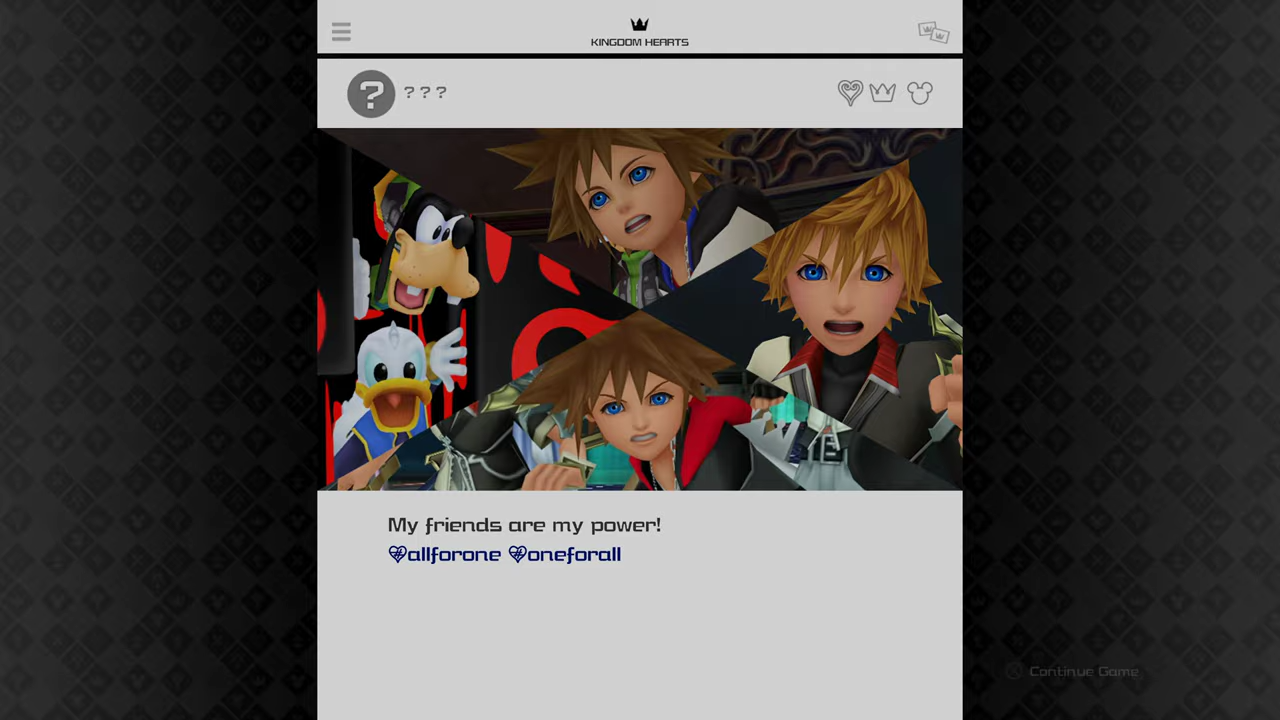 KINGDOM HEARTS
?
? ? ?
My friends are my power!
#allforone #oneforall
Continue Game